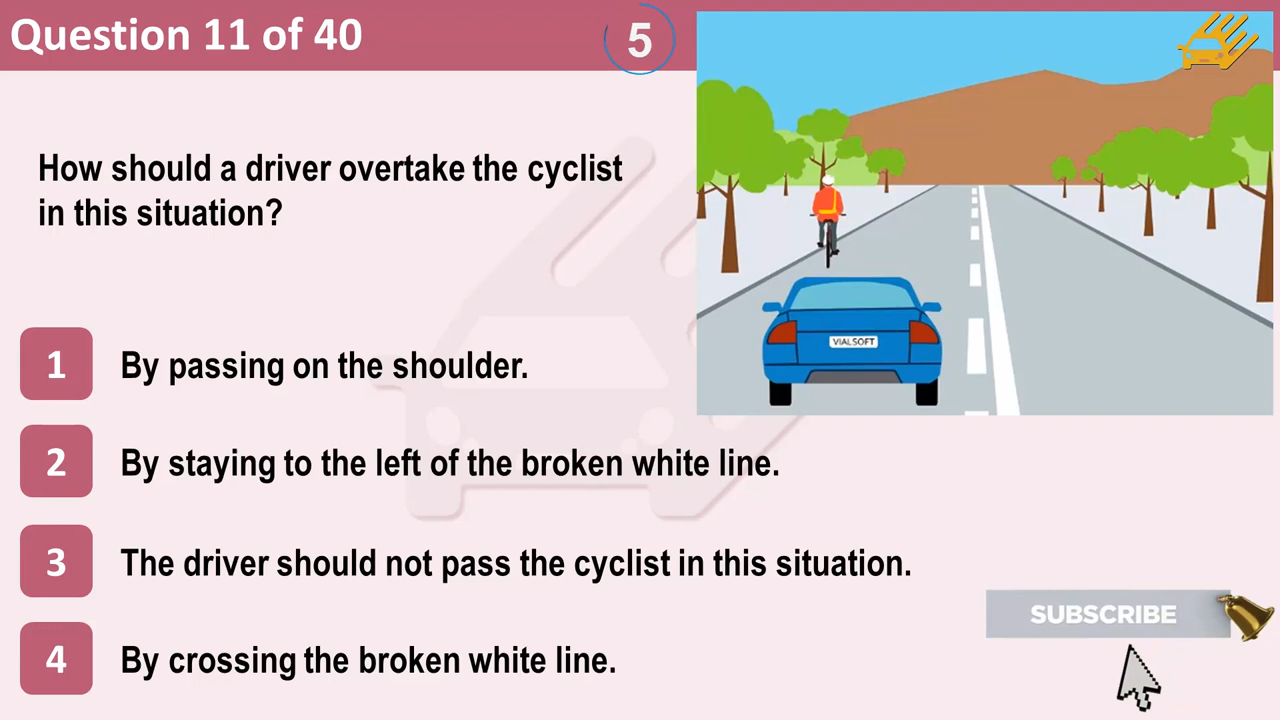 Question 11 of 40
5
How should a driver overtake the cyclist
in this situation?
VIALSOFT
1 By passing on the shoulder.
2 By staying to the left of the broken white line.
3 The driver should not pass the cyclist in this situation.
4 By crossing the broken white line.
SUBSCRIBE